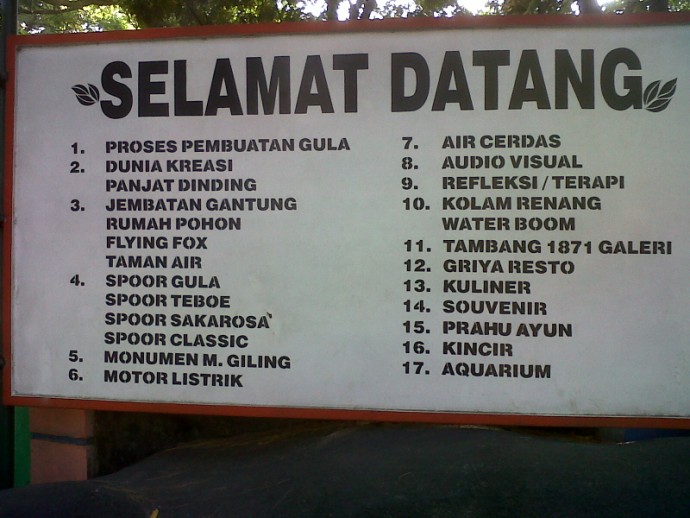 SELAMAT DATANG
1. PROSES PEMBUATAN GULA
2. DUNIA KREASI
PANJAT DINDING
3. JEMBATAN GANTUNG
RUMAH POHON
FLYING FOX
TAMAN AIR
4. SPOOR GULA
SPOOR TEBOE
SPOOR SAKAROSA
SPOOR CLASSIC
5. MONUMEN M. GILING
6. MOTOR LISTRIK
7. AIR CERDAS
8. AUDIO VISUAL
9. REFLEKSI / TERAPI
10. KOLAM RENANG
WATER BOOM
11. TAMBANG 1871 GALERI
12. GRIYA RESTO
13. KULINER
14. SOUVENIR
15. PRAHU AYUN
16. KINCIR
17. AQUARIUM